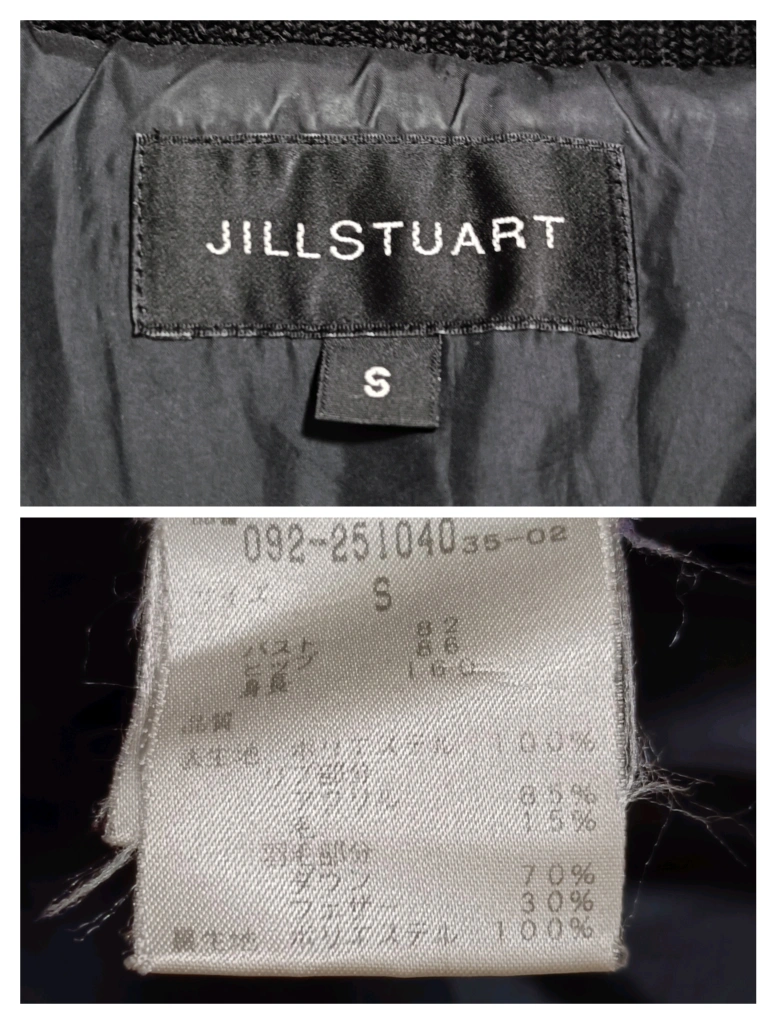 JILLSTUART
S
092-251040 35-02
サイズ S
バスト 82
ヒップ 86
身長 160
品質
表生地 ポリエステル 100%
リブ部分
アクリル 85%
毛 15%
羽毛部分
ダウン 70%
フェザー 30%
裏生地 ポリエステル 100%